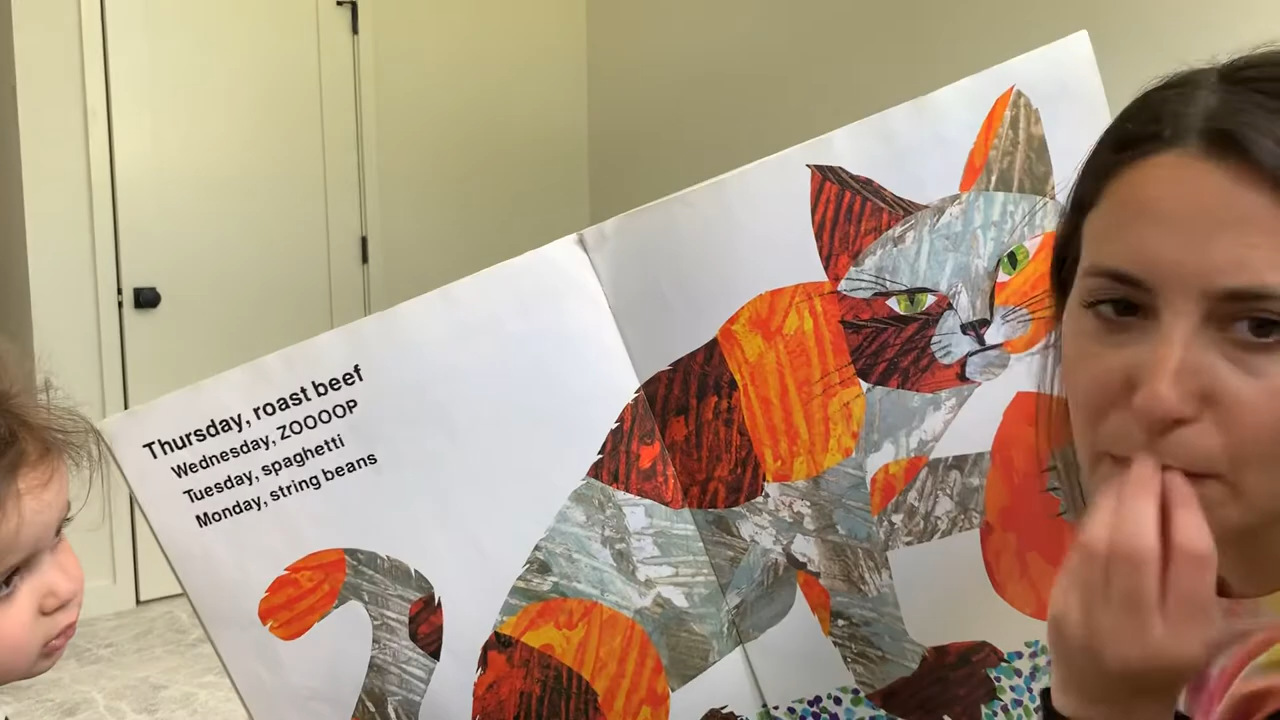 Thursday, roast beef
Wednesday, ZOOOOP
Tuesday, spaghetti
Monday, string beans